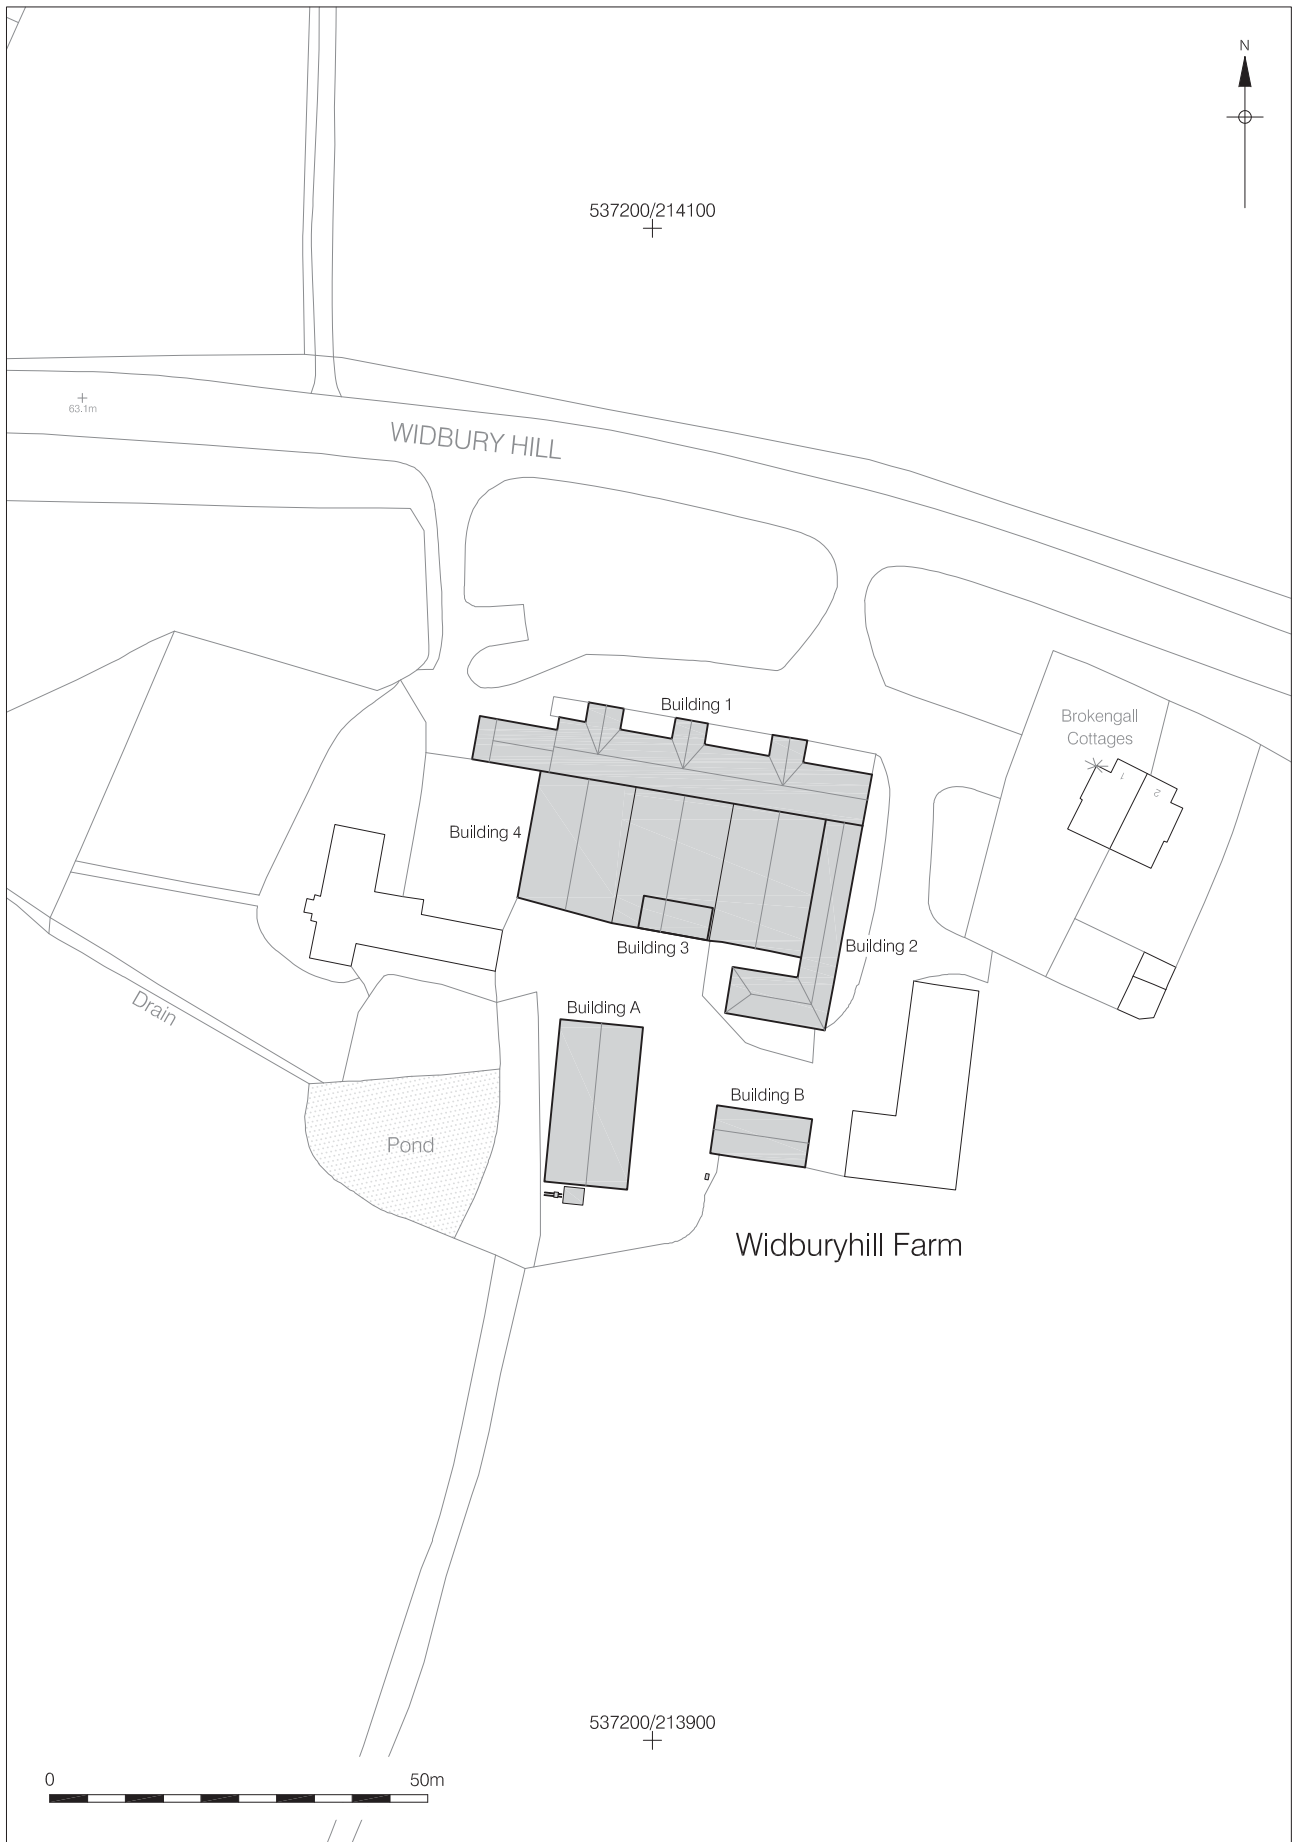 N
537200/214100
63.1m
WIDBURY HILL
Building 1
Brokengall
Cottages
1
2
Building 4
Building 3
Building 2
Drain
Building A
Building B
Pond
Widburyhill Farm
537200/213900
0
50m